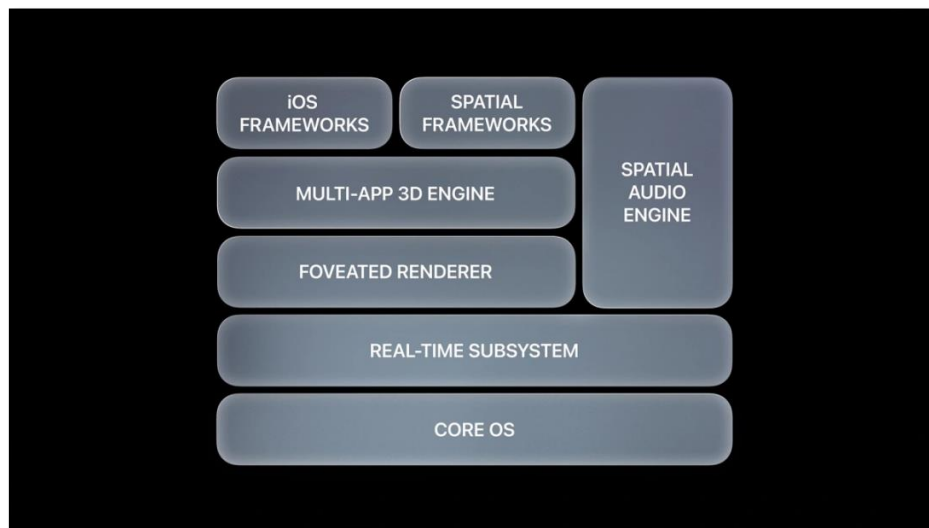 iOS
FRAMEWORKS
SPATIAL
FRAMEWORKS
SPATIAL
AUDIO
ENGINE
MULTI-APP 3D ENGINE
FOVEATED RENDERER
REAL-TIME SUBSYSTEM
CORE OS